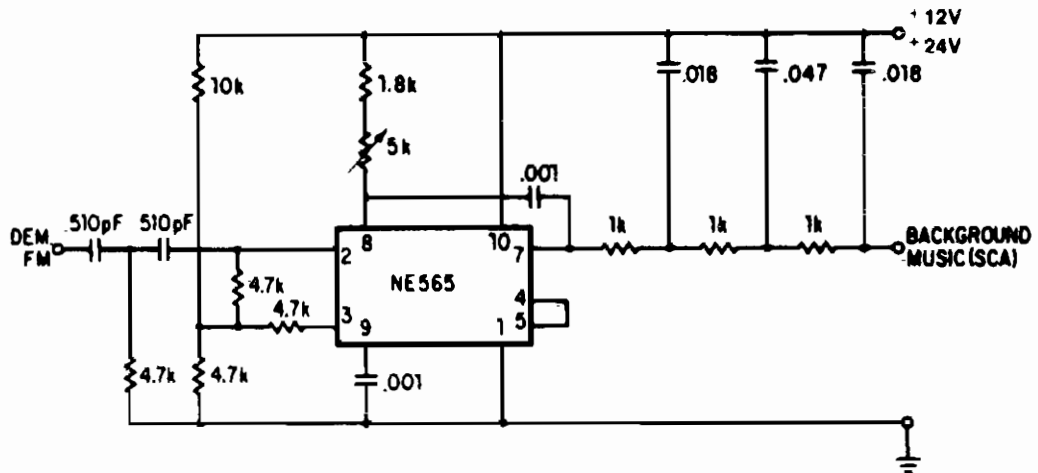 + 12V
+ 24V
10k
1.8k
.018
.047
.018
5k
.001
510pF
510pF
DEM.
FM
8
10
7
1k
1k
1k
BACKGROUND
MUSIC(SCA)
2
4.7k
NE565
4
4.7k
3
9
1
5
4.7k
4.7k
.001